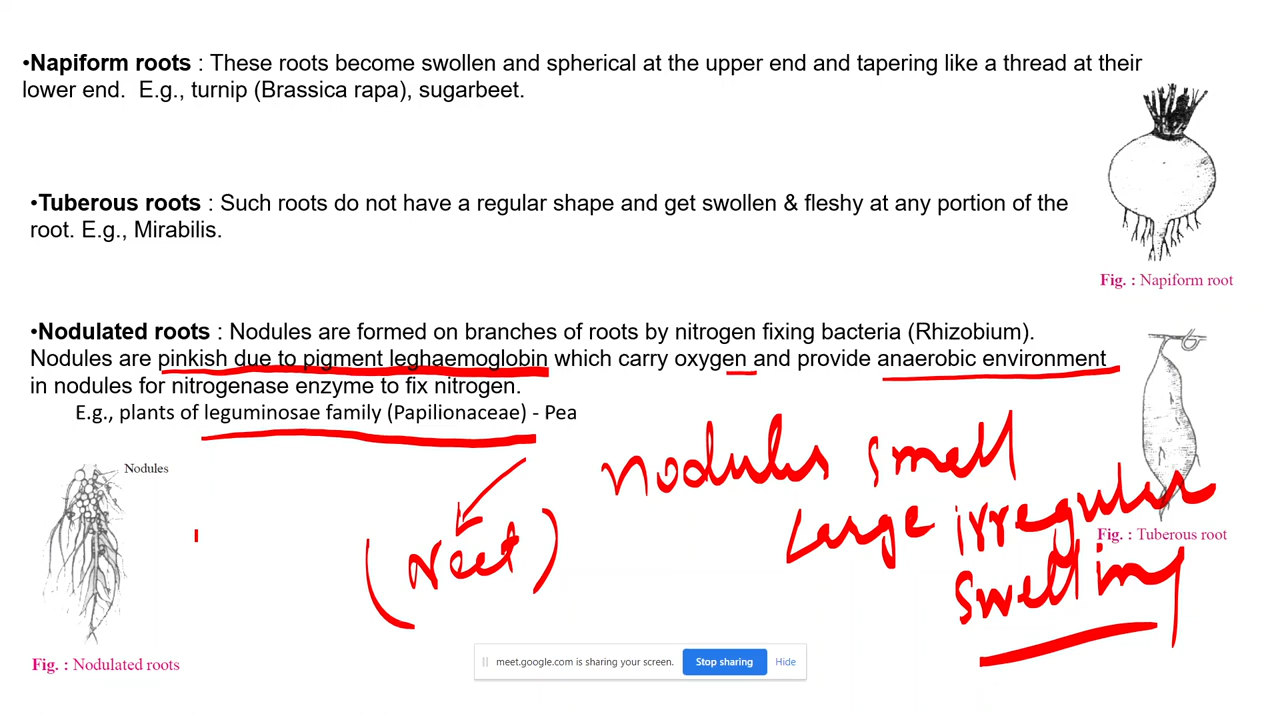 •Napiform roots : These roots become swollen and spherical at the upper end and tapering like a thread at their
lower end. E.g., turnip (Brassica rapa), sugarbeet.
Fig. : Napiform root
•Tuberous roots : Such roots do not have a regular shape and get swollen & fleshy at any portion of the
root. E.g., Mirabilis.
•Nodulated roots : Nodules are formed on branches of roots by nitrogen fixing bacteria (Rhizobium).
Nodules are pinkish due to pigment leghaemoglobin which carry oxygen and provide anaerobic environment
in nodules for nitrogenase enzyme to fix nitrogen.
E.g., plants of leguminosae family (Papilionaceae) - Pea
Nodules
nodules small
large irregular
swelling
(Neet)
Fig. : Tuberous root
Fig. : Nodulated roots
meet.google.com is sharing your screen.
Stop sharing
Hide